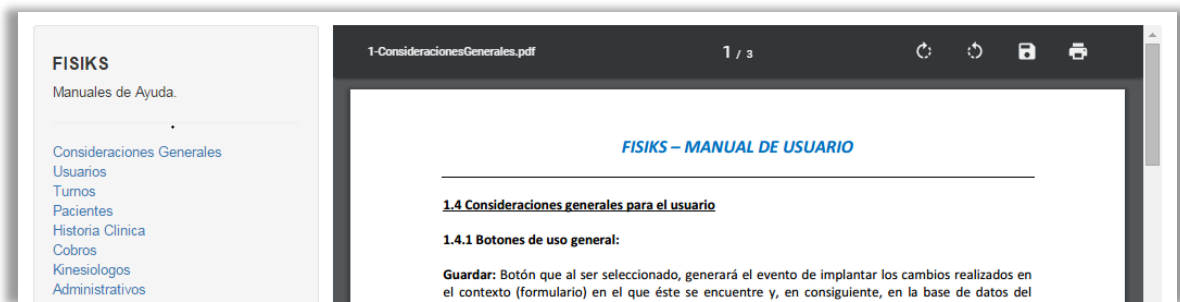 FISIKS
Manuales de Ayuda.
Consideraciones Generales
Usuarios
Turnos
Pacientes
Historia Clinica
Cobros
Kinesiologos
Administrativos
1-ConsideracionesGenerales.pdf
1 / 3
FISIKS – MANUAL DE USUARIO
1.4 Consideraciones generales para el usuario
1.4.1 Botones de uso general:
Guardar: Botón que al ser seleccionado, generará el evento de implantar los cambios realizados en
el contexto (formulario) en el que éste se encuentre y, en consiguiente, en la base de datos del